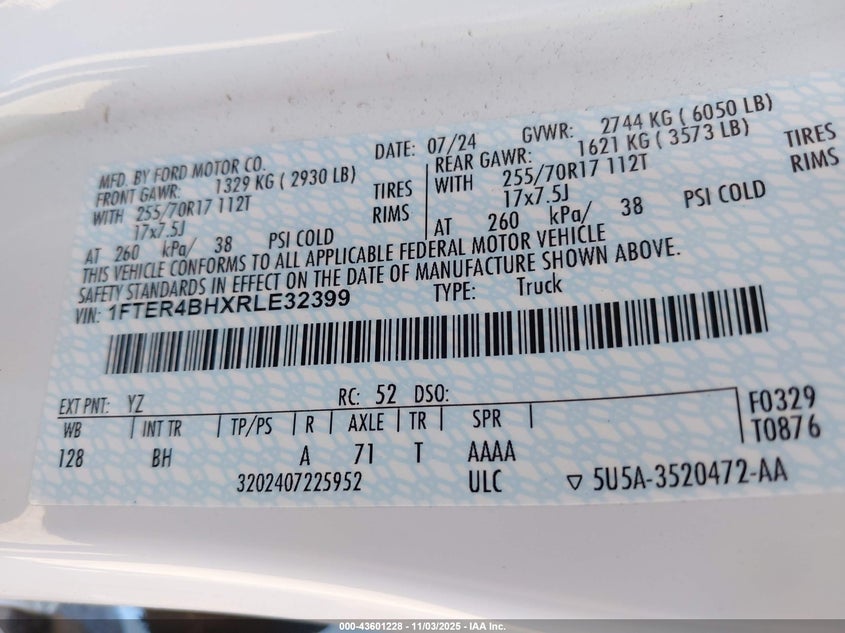 MFD. BY FORD MOTOR CO.
DATE: 07/24 GVWR: 2744 KG ( 6050 LB)
FRONT GAWR: 1329 KG ( 2930 LB)
WITH 255/70R17 112T TIRES
17x7.5J RIMS
AT 260 kPa/ 38 PSI COLD
REAR GAWR: 1621 KG ( 3573 LB)
WITH 255/70R17 112T TIRES
17x7.5J RIMS
AT 260 kPa/ 38 PSI COLD
THIS VEHICLE CONFORMS TO ALL APPLICABLE FEDERAL MOTOR VEHICLE
SAFETY STANDARDS IN EFFECT ON THE DATE OF MANUFACTURE SHOWN ABOVE.
VIN: 1FTER4BHXRLE32399 TYPE: Truck
EXT PNT: YZ RC: 52 DSO:
WB INT TR TP/PS R AXLE TR SPR
128 BH A 71 T AAAA
F0329
T0876
3202407225952 ULC ▽ 5U5A-3520472-AA
000-43601228 - 11/03/2025 - IAA Inc.